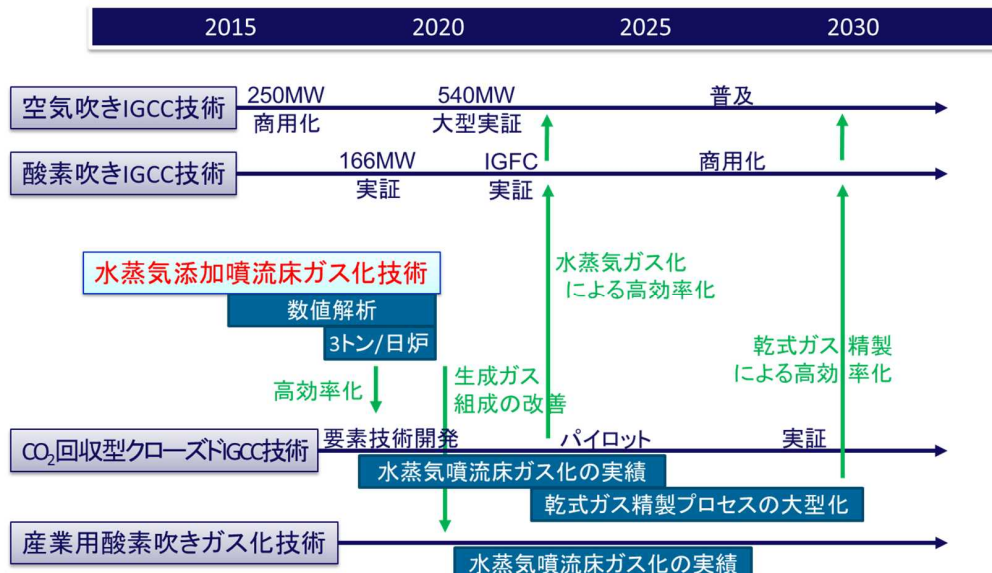 2015 2020 2025 2030
空気吹きIGCC技術 250MW 540MW 普及
商用化 大型実証
酸素吹きIGCC技術 166MW IGFC 商用化
実証 実証
水蒸気添加噴流床ガス化技術
数値解析
3トン/日炉
水蒸気ガス化
による高効率化
乾式ガス精製
による高効率化
高効率化
生成ガス
組成の改善
CO₂回収型クローズドIGCC技術 要素技術開発 パイロット 実証
水蒸気噴流床ガス化の実績
乾式ガス精製プロセスの大型化
産業用酸素吹きガス化技術
水蒸気噴流床ガス化の実績